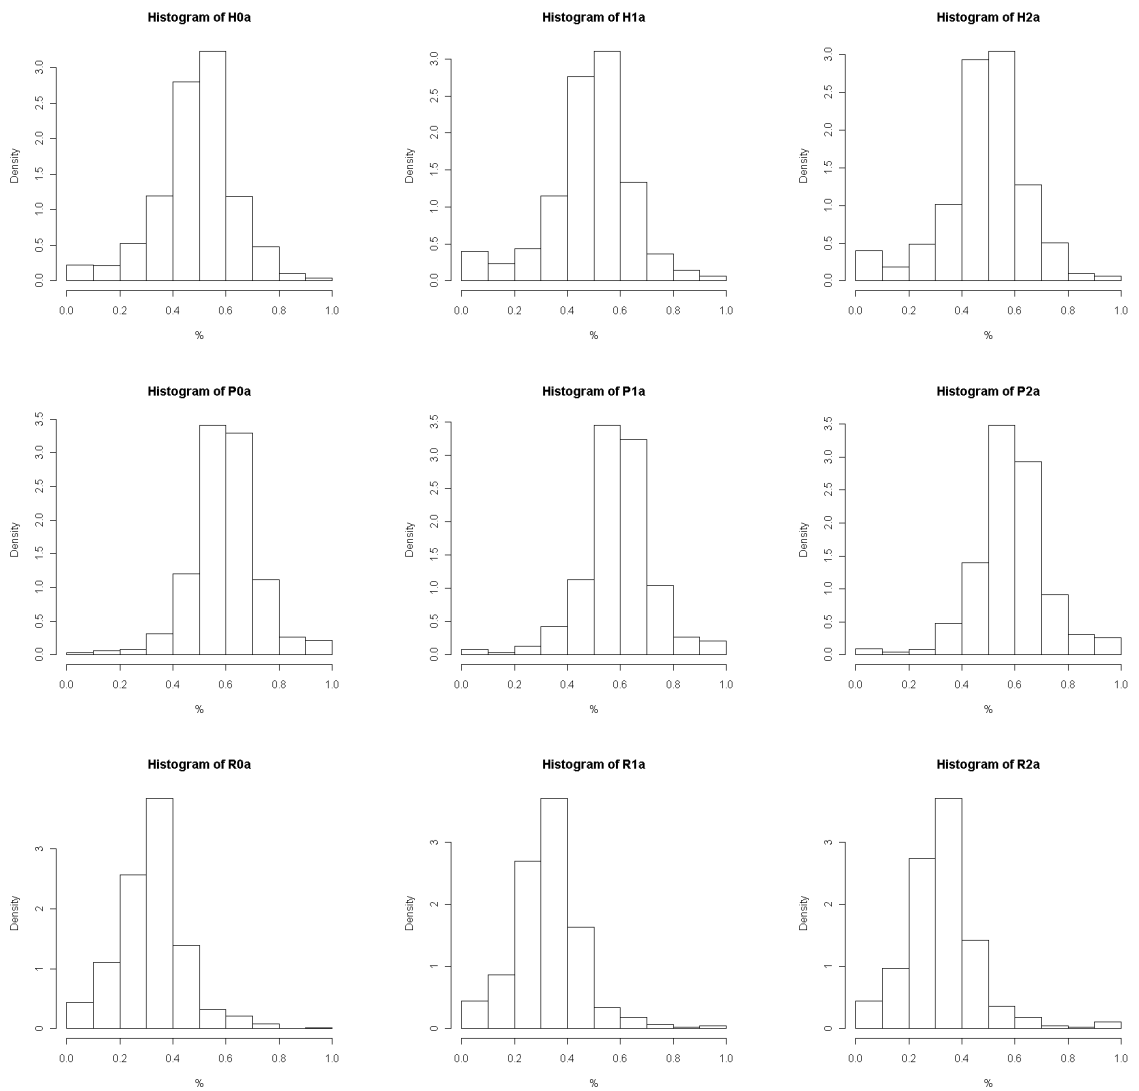 Histogram of H0a
Density
0.0 0.5 1.0 1.5 2.0 2.5 3.0
0.0 0.2 0.4 0.6 0.8 1.0
%
Histogram of H1a
Density
0.0 0.5 1.0 1.5 2.0 2.5 3.0
0.0 0.2 0.4 0.6 0.8 1.0
%
Histogram of H2a
Density
0.0 0.5 1.0 1.5 2.0 2.5 3.0
0.0 0.2 0.4 0.6 0.8 1.0
%
Histogram of P0a
Density
0.0 0.5 1.0 1.5 2.0 2.5 3.0 3.5
0.0 0.2 0.4 0.6 0.8 1.0
%
Histogram of P1a
Density
0.0 0.5 1.0 1.5 2.0 2.5 3.0 3.5
0.0 0.2 0.4 0.6 0.8 1.0
%
Histogram of P2a
Density
0.0 0.5 1.0 1.5 2.0 2.5 3.0 3.5
0.0 0.2 0.4 0.6 0.8 1.0
%
Histogram of R0a
Density
0 1 2 3
0.0 0.2 0.4 0.6 0.8 1.0
%
Histogram of R1a
Density
0 1 2 3
0.0 0.2 0.4 0.6 0.8 1.0
%
Histogram of R2a
Density
0 1 2 3
0.0 0.2 0.4 0.6 0.8 1.0
%